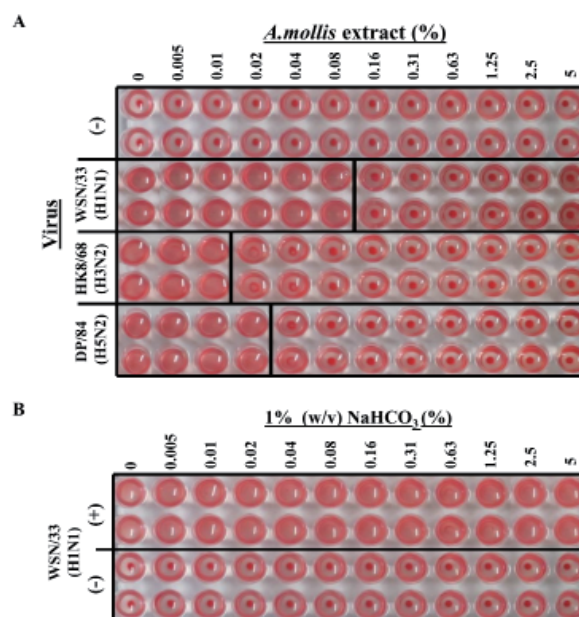 A
A.mollis extract (%)
0 0.005 0.01 0.02 0.04 0.08 0.16 0.31 0.63 1.25 2.5 5
Virus
(-)
WSN/33
(H1N1)
HK8/68
(H3N2)
DP/84
(H5N2)
B
1% (w/v) NaHCO₃(%)
0 0.005 0.01 0.02 0.04 0.08 0.16 0.31 0.63 1.25 2.5 5
WSN/33
(H1N1)
(+)
(-)